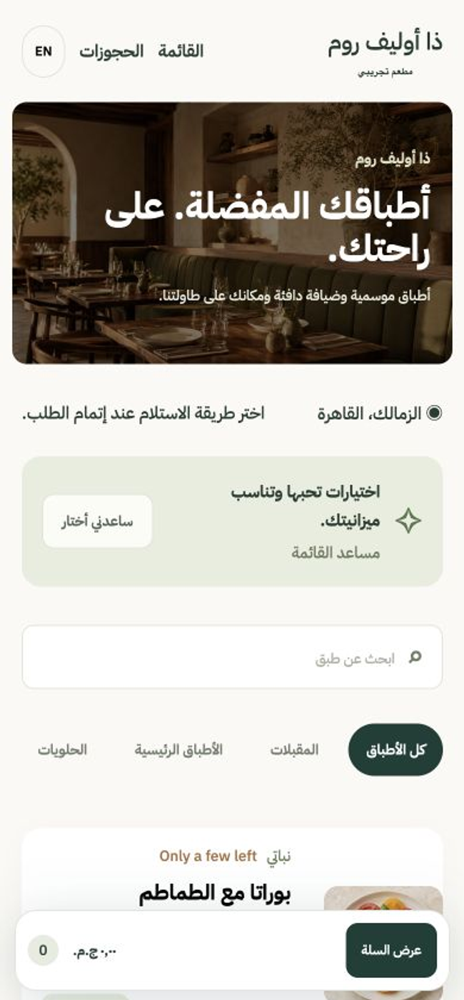 ذا أوليف روم
مطعم تجريبي
القائمة
الحجوزات
EN
ذا أوليف روم
أطباقك المفضلة. على
راحتك.
أطباق موسمية وضيافة دافئة ومكانك على طاولتنا.
الزمالك، القاهرة
اختر طريقة الاستلام عند إتمام الطلب.
اختيارات تحبها وتناسب
ميزانيتك.
مساعد القائمة
ساعدني أختار
ابحث عن طبق
كل الأطباق
المقبلات
الأطباق الرئيسية
الحلويات
نباتي Only a few left
بوراتا مع الطماطم
عرض السلة
٠٫٠٠ ج.م.
0